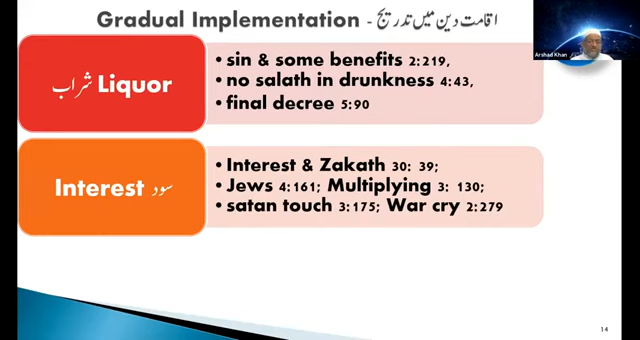 Gradual Implementation - اقامت دین میں تدریج
Arshad Khan
شراب Liquor
• sin & some benefits 2:219,
• no salath in drunkness 4:43,
• final decree 5:90
Interest سود
• Interest & Zakath 30: 39;
• Jews 4:161; Multiplying 3: 130;
• satan touch 3:175; War cry 2:279
14